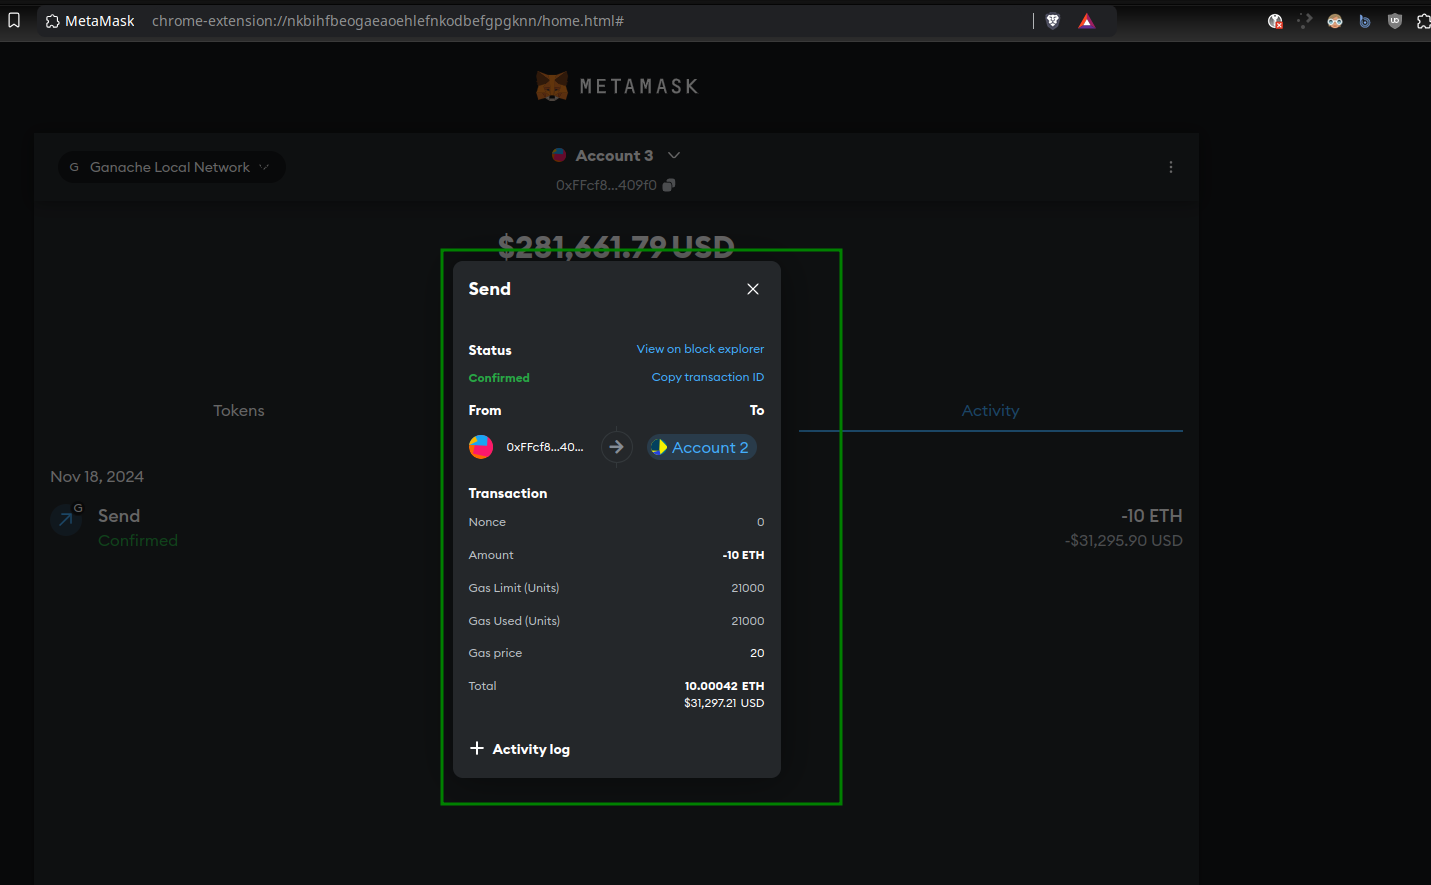 MetaMask chrome-extension://nkbihfbeogaeaoehlefnkodbefgpgknn/home.html#
METAMASK
G Ganache Local Network
Account 3
0xFFcf8...409f0
$281,661.79 USD
Send
Status View on block explorer
Confirmed Copy transaction ID
Tokens
Activity
From To
0xFFcf8...40... Account 2
Nov 18, 2024
G
Send
Confirmed
-10 ETH
-$31,295.90 USD
Transaction
Nonce 0
Amount -10 ETH
Gas Limit (Units) 21000
Gas Used (Units) 21000
Gas price 20
Total 10.00042 ETH
$31,297.21 USD
+ Activity log